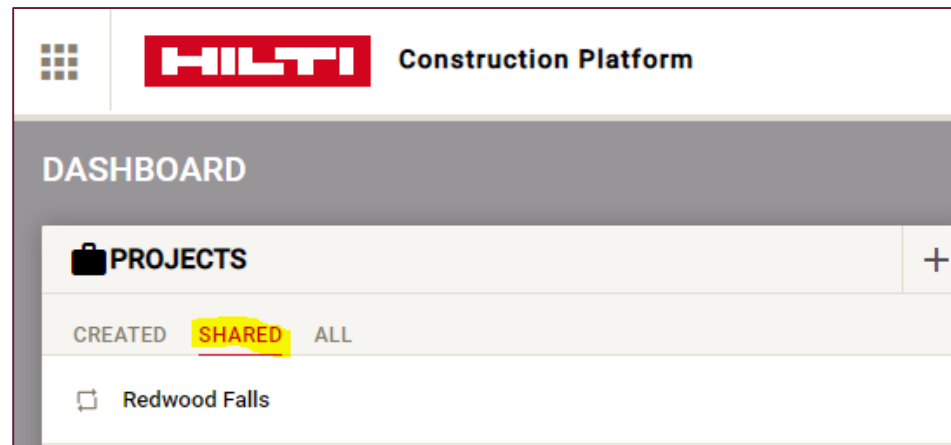 HILTI Construction Platform
DASHBOARD
PROJECTS +
CREATED SHARED ALL
Redwood Falls